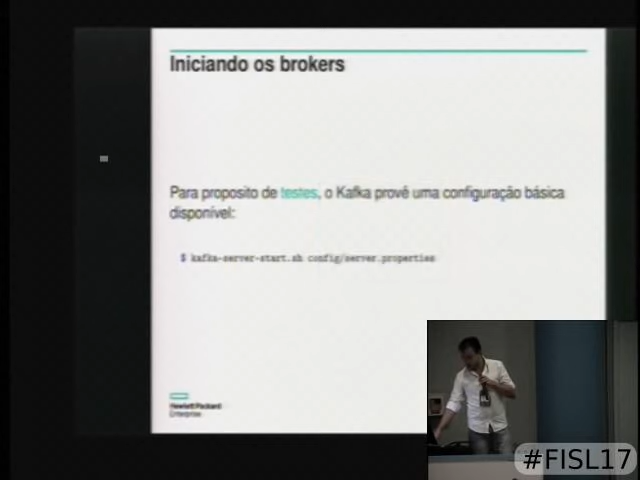 Iniciando os brokers
Para proposito de testes, o Kafka provê uma configuração básica
disponível:
$ kafka-server-start.sh config/server.properties
Hewlett Packard
Enterprise
#FISL17